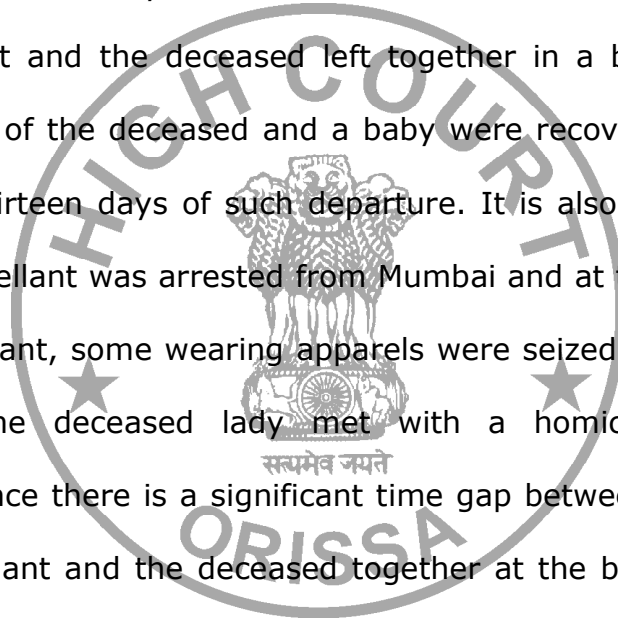 t and the deceased left together in a b
of the deceased and a baby were recov
irteen days of such departure. It is also
ellant was arrested from Mumbai and at
ant, some wearing apparels were seized
he deceased lady met with a homic
nce there is a significant time gap betwe
lant and the deceased together at the b
HIGH COURT
सत्यमेव जयते
ORISSA